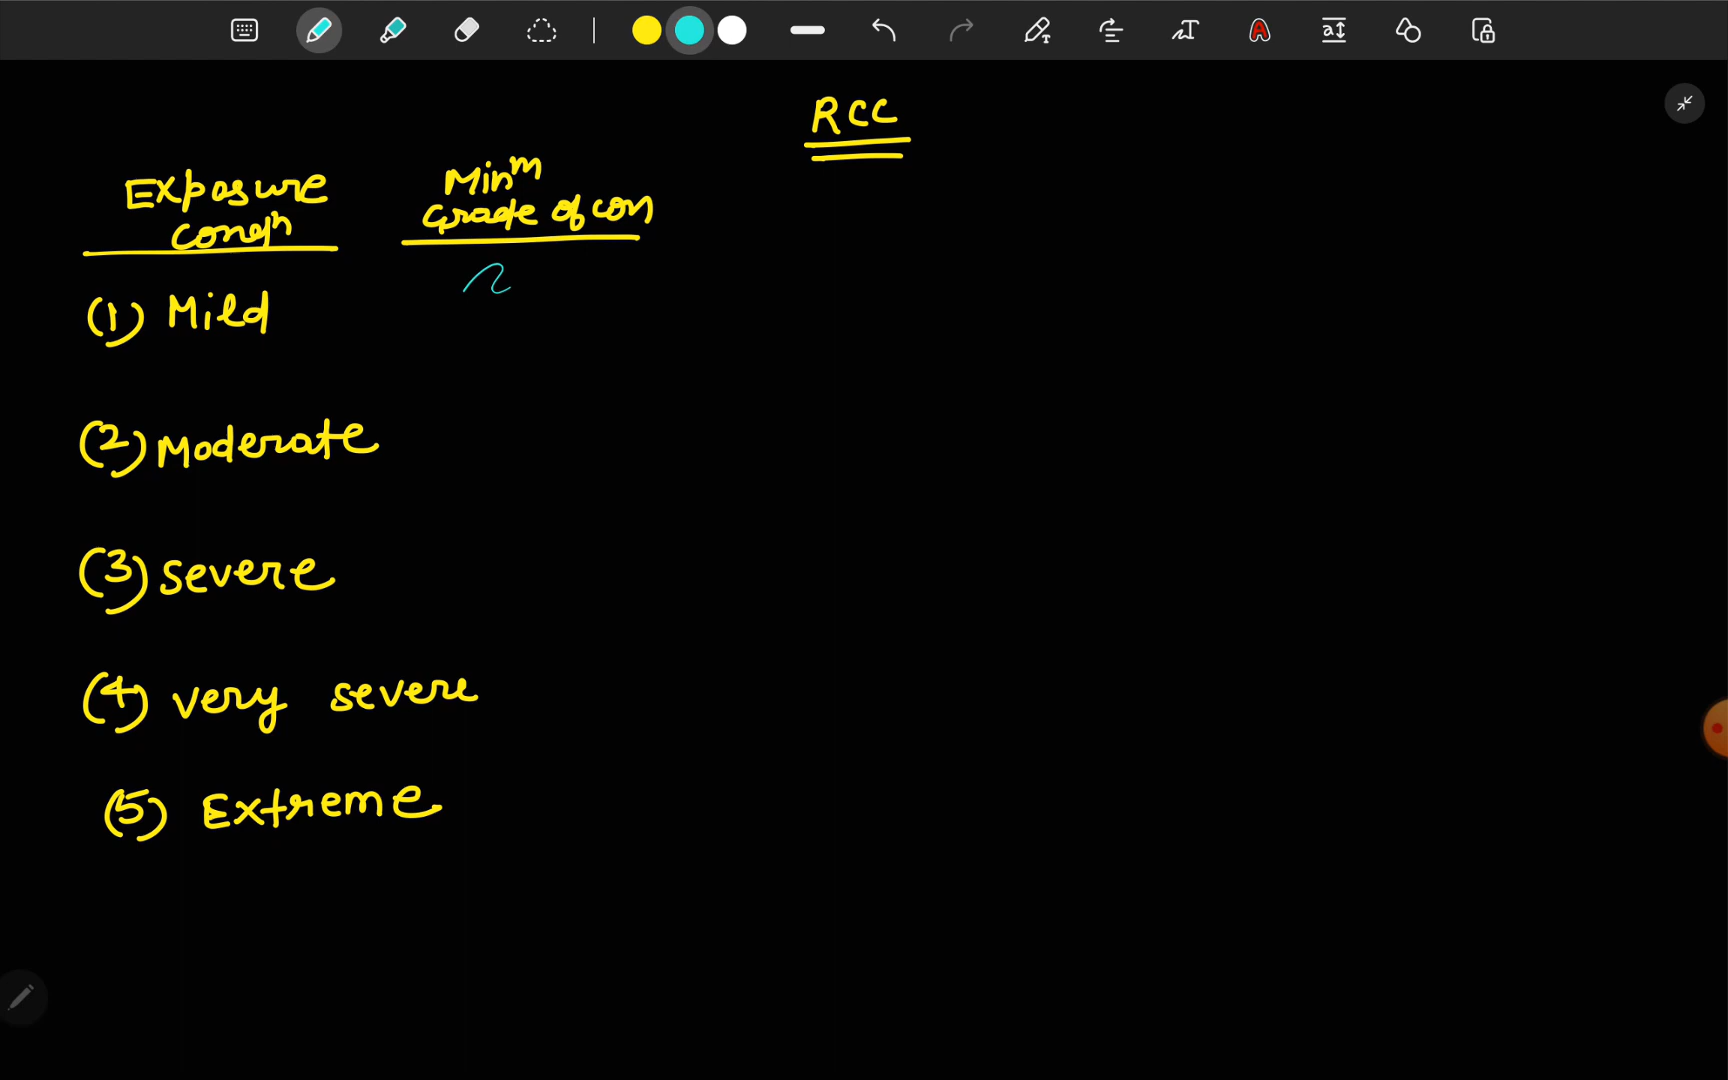 RCC
Exposure
condⁿ
Minᵐ
Grade of con
(1) Mild
(2) Moderate
(3) severe
(4) very severe
(5) Extreme